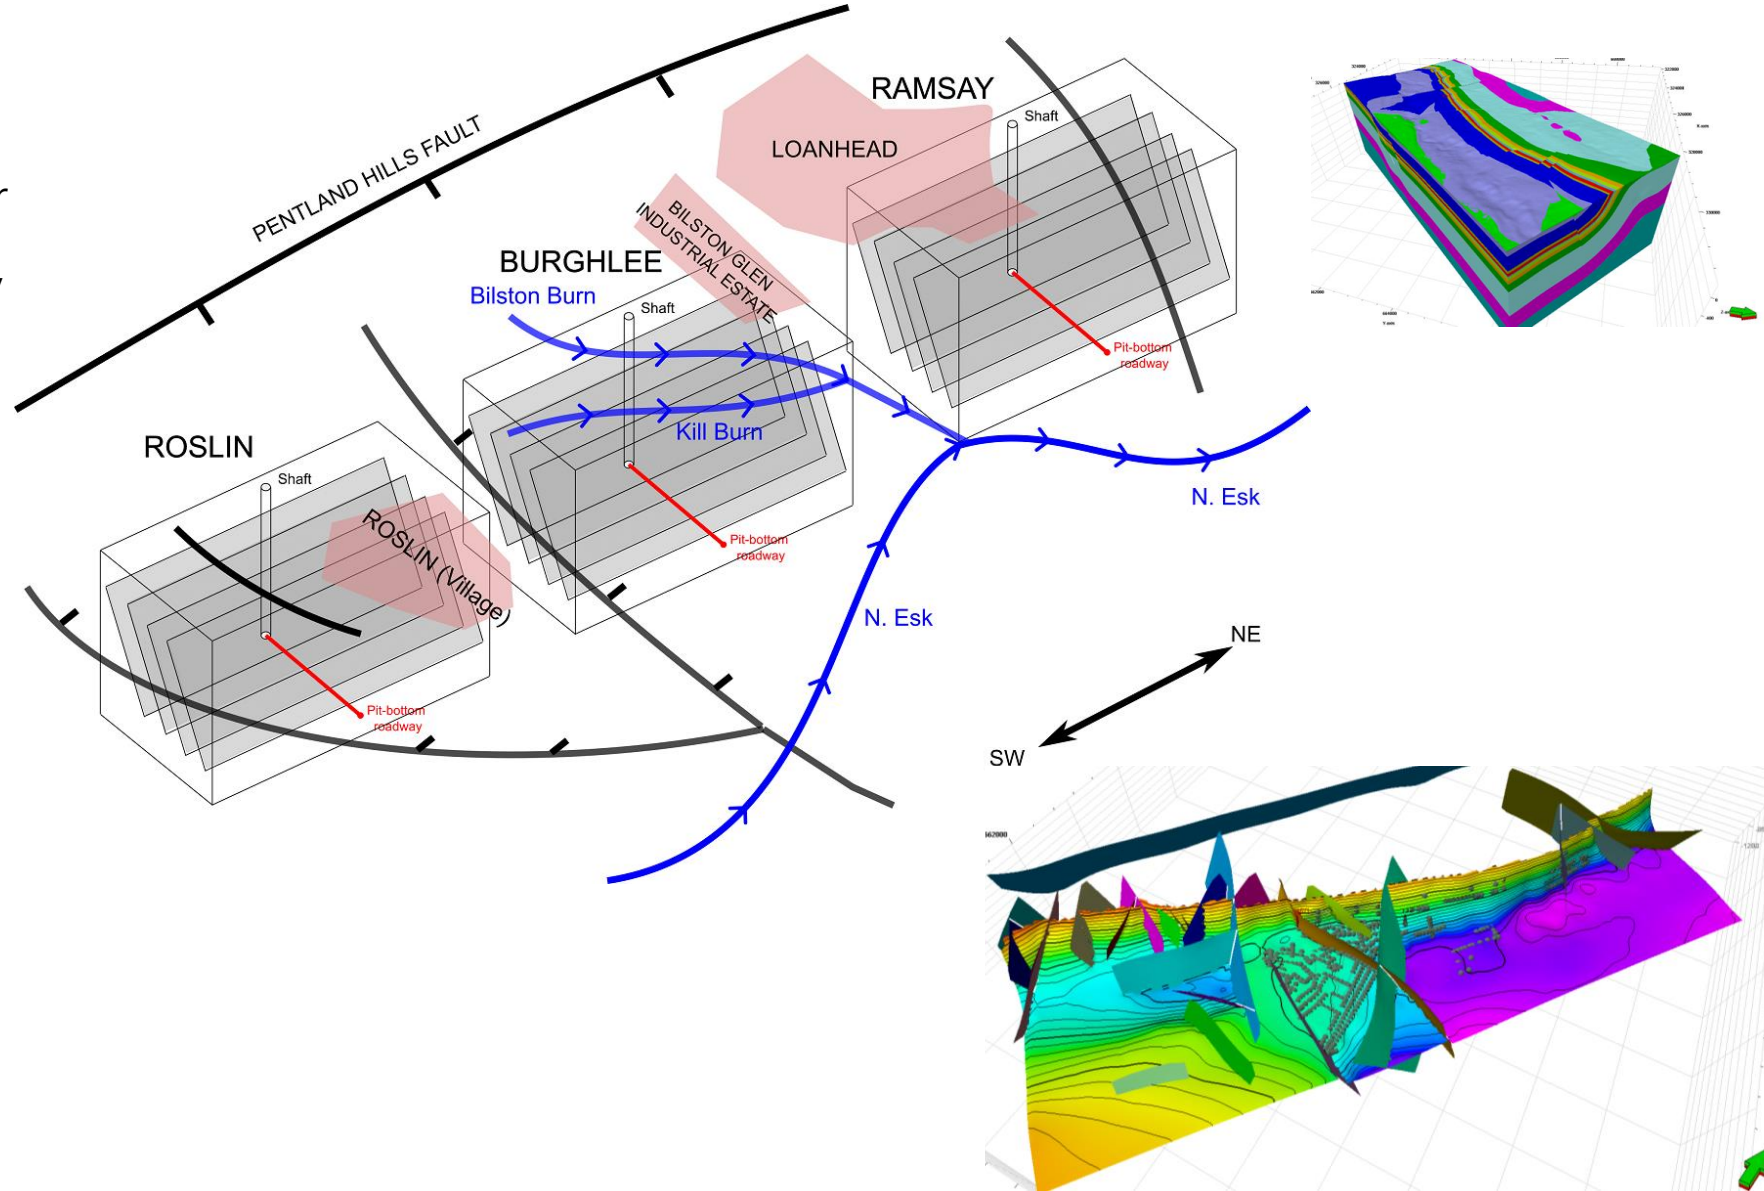 RAMSAY
Shaft
LOANHEAD
PENTLAND HILLS FAULT
BILSTON GLEN
INDUSTRIAL ESTATE
BURGHLEE
Bilston Burn
Shaft
Pit-bottom
roadway
Kill Burn
ROSLIN
Shaft
ROSLIN (Village)
N. Esk
Pit-bottom
roadway
N. Esk
NE
Pit-bottom
roadway
SW